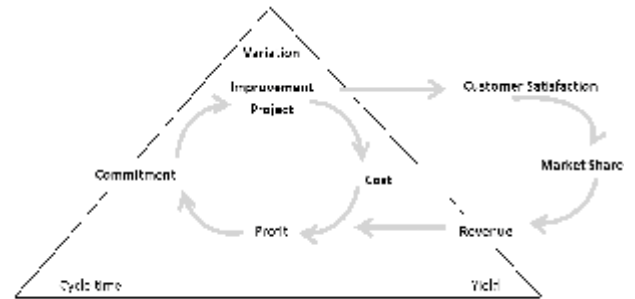 Variation
Improvement
Project
Customer Satisfaction
Commitment
Cost
Market Share
Profit
Revenue
Cycle time
Yield